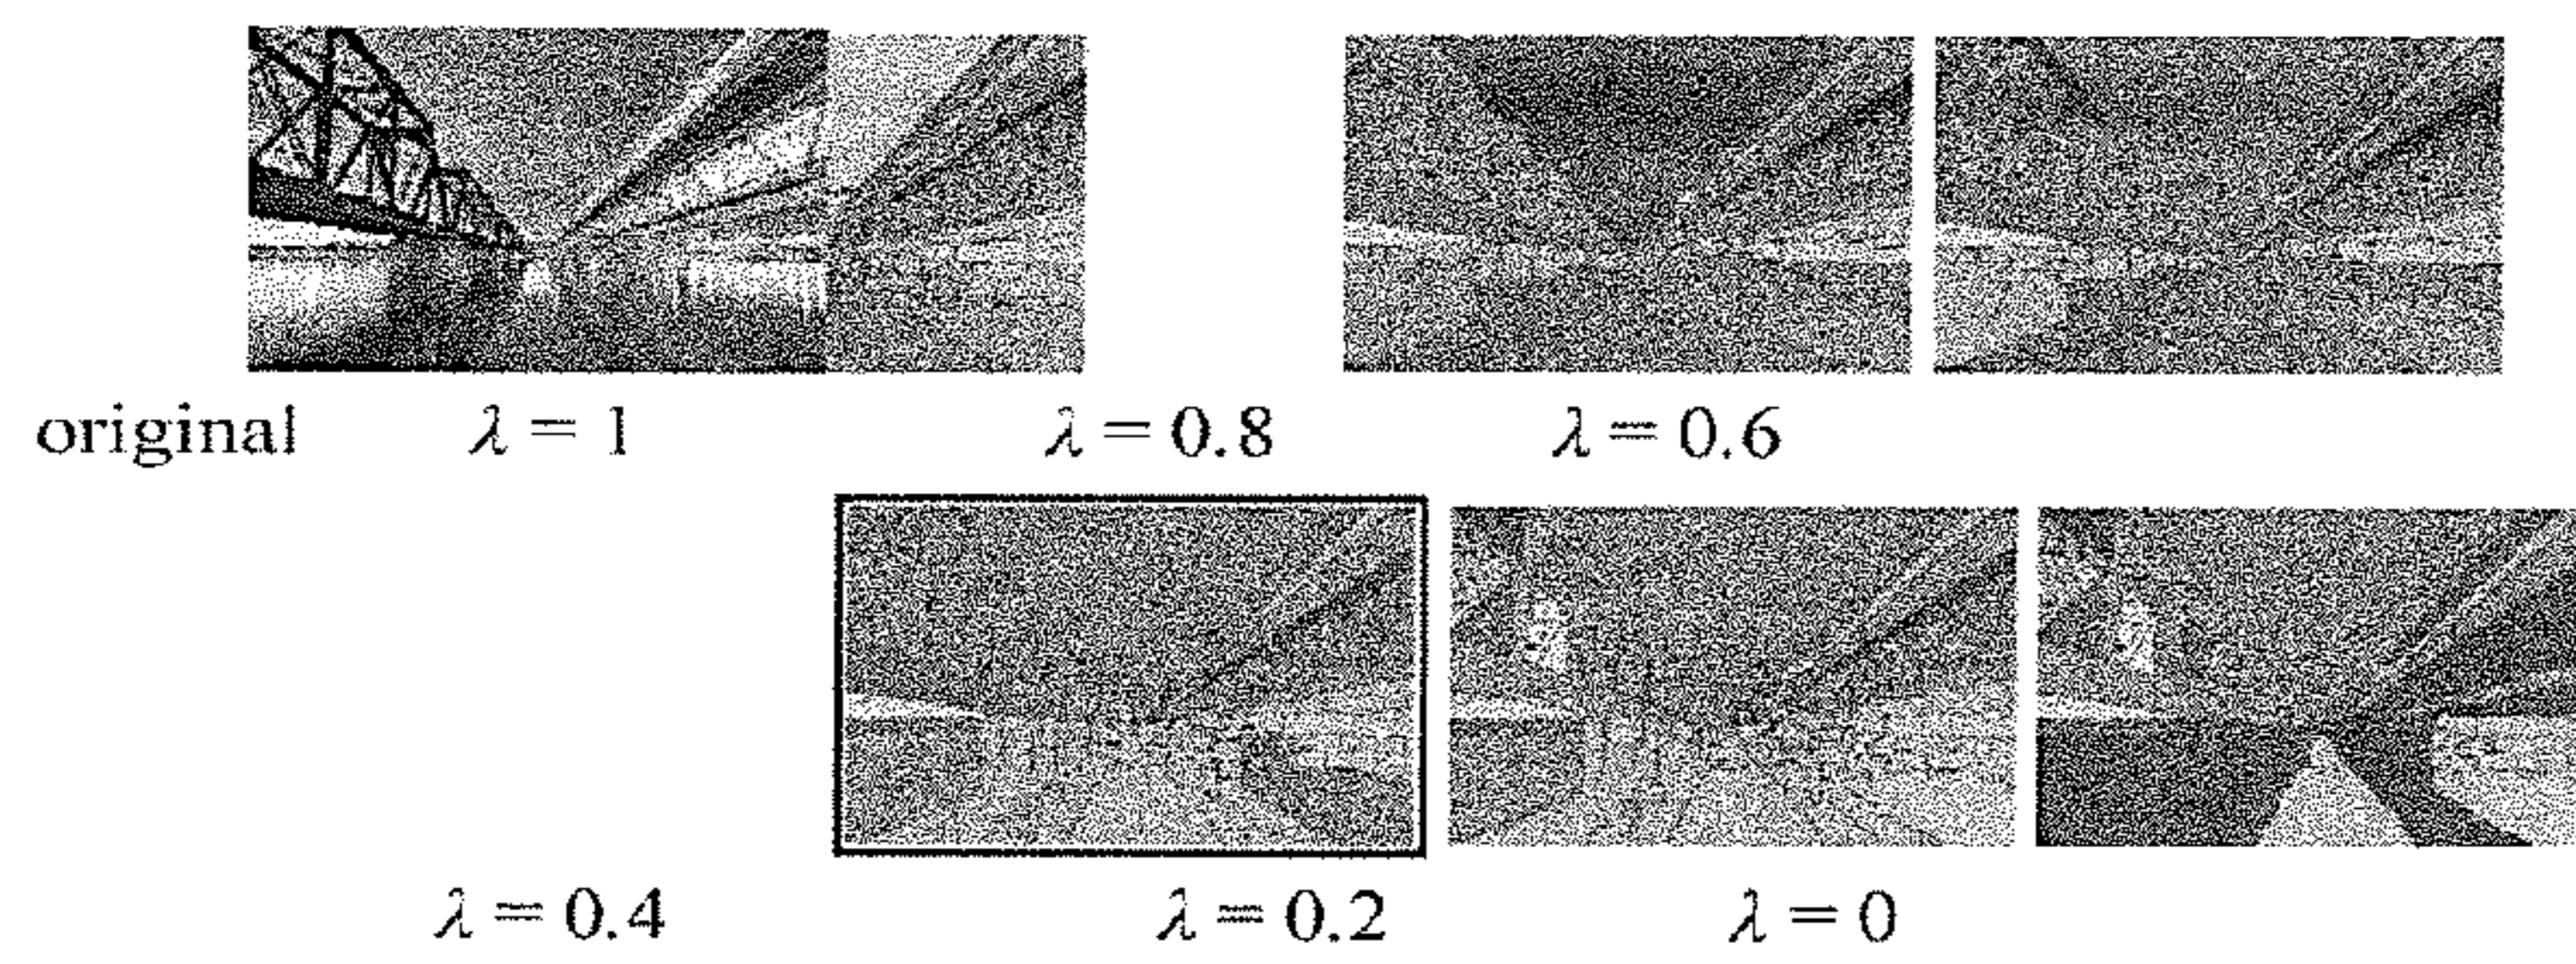 original λ = 1 λ = 0.8 λ = 0.6
λ = 0.4 λ = 0.2 λ = 0